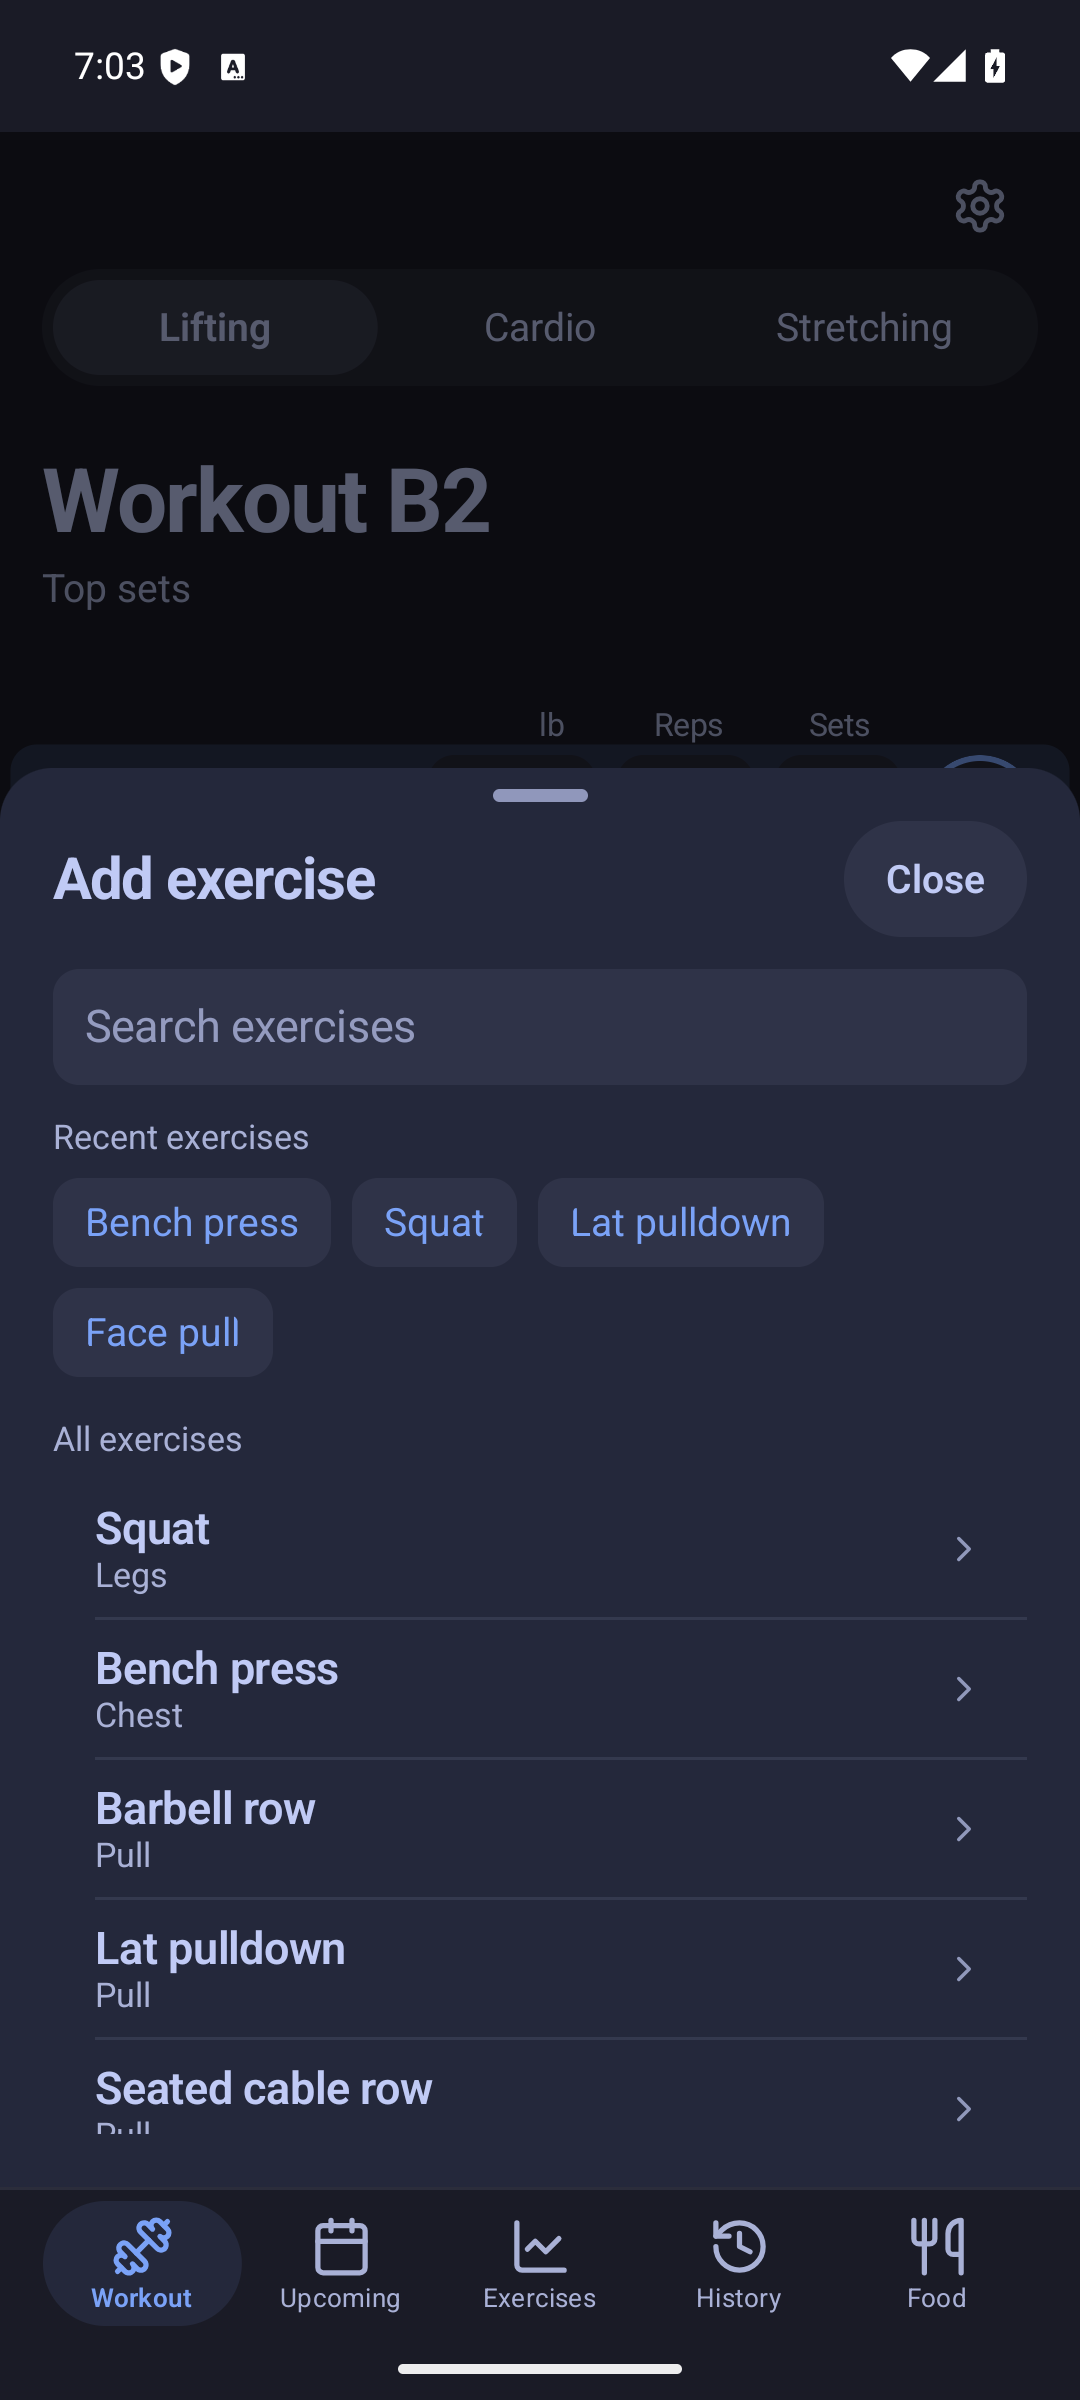 7:03
Lifting Cardio Stretching
Workout B2
Top sets
lb Reps Sets
Add exercise Close
Search exercises
Recent exercises
Bench press Squat Lat pulldown
Face pull
All exercises
Squat
Legs
Bench press
Chest
Barbell row
Pull
Lat pulldown
Pull
Seated cable row
Pull
Workout Upcoming Exercises History Food